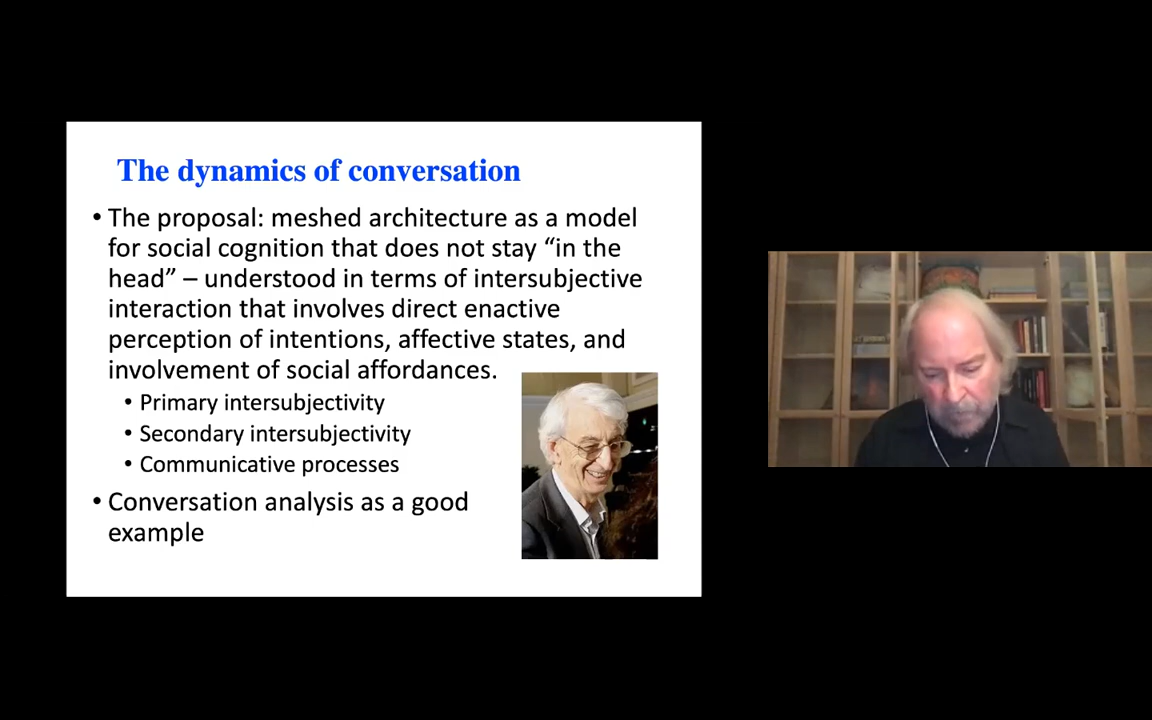 The dynamics of conversation
• The proposal: meshed architecture as a model
for social cognition that does not stay “in the
head” – understood in terms of intersubjective
interaction that involves direct enactive
perception of intentions, affective states, and
involvement of social affordances.
• Primary intersubjectivity
• Secondary intersubjectivity
• Communicative processes
• Conversation analysis as a good
example